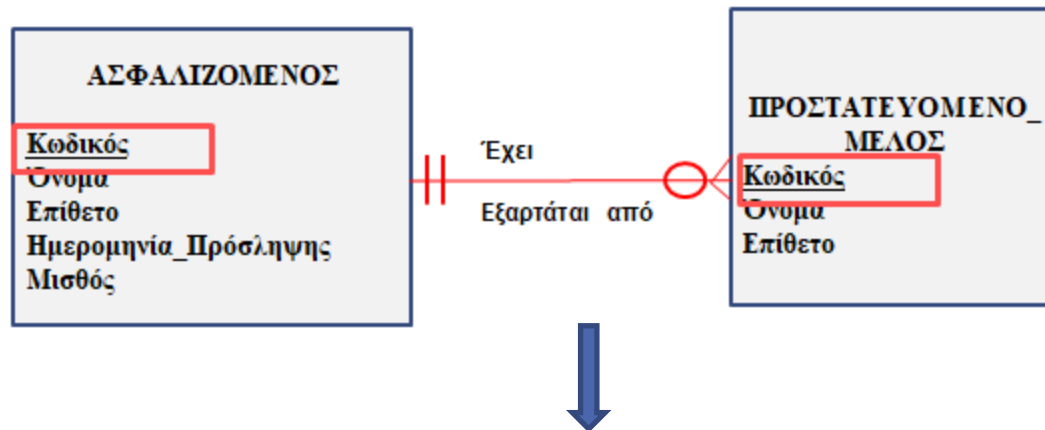 ΑΣΦΑΛΙΖΟΜΕΝΟΣ
Κωδικός
Όνομα
Επίθετο
Ημερομηνία_Πρόσληψης
Μισθός
Έχει
Εξαρτάται από
ΠΡΟΣΤΑΤΕΥΟΜΕΝΟ_
ΜΕΛΟΣ
Κωδικός
Όνομα
Επίθετο